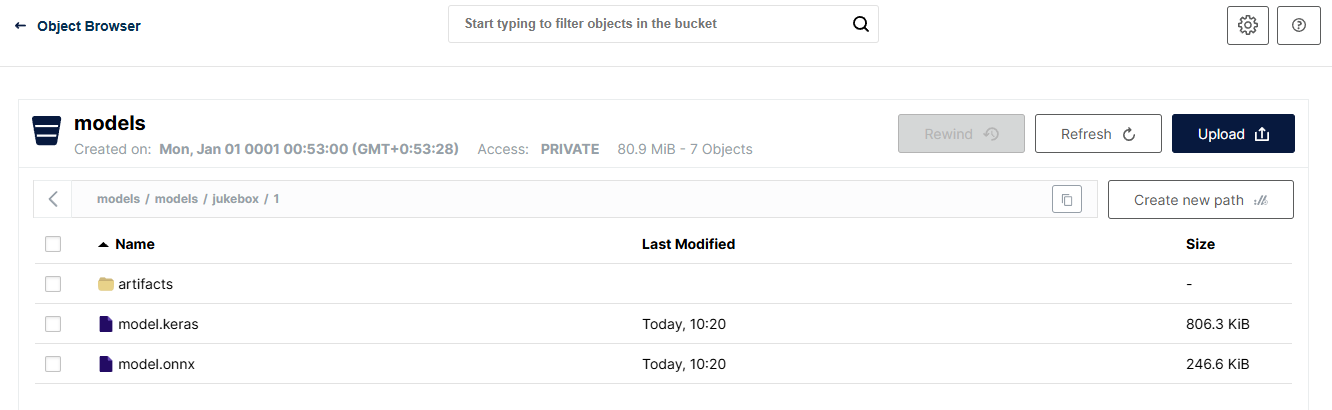 Object Browser
Start typing to filter objects in the bucket
models
Created on: Mon, Jan 01 0001 00:53:00 (GMT+0:53:28) Access: PRIVATE 80.9 MiB - 7 Objects
Rewind Refresh Upload
models / models / jukebox / 1
Create new path
Name Last Modified Size
artifacts -
model.keras Today, 10:20 806.3 KiB
model.onnx Today, 10:20 246.6 KiB